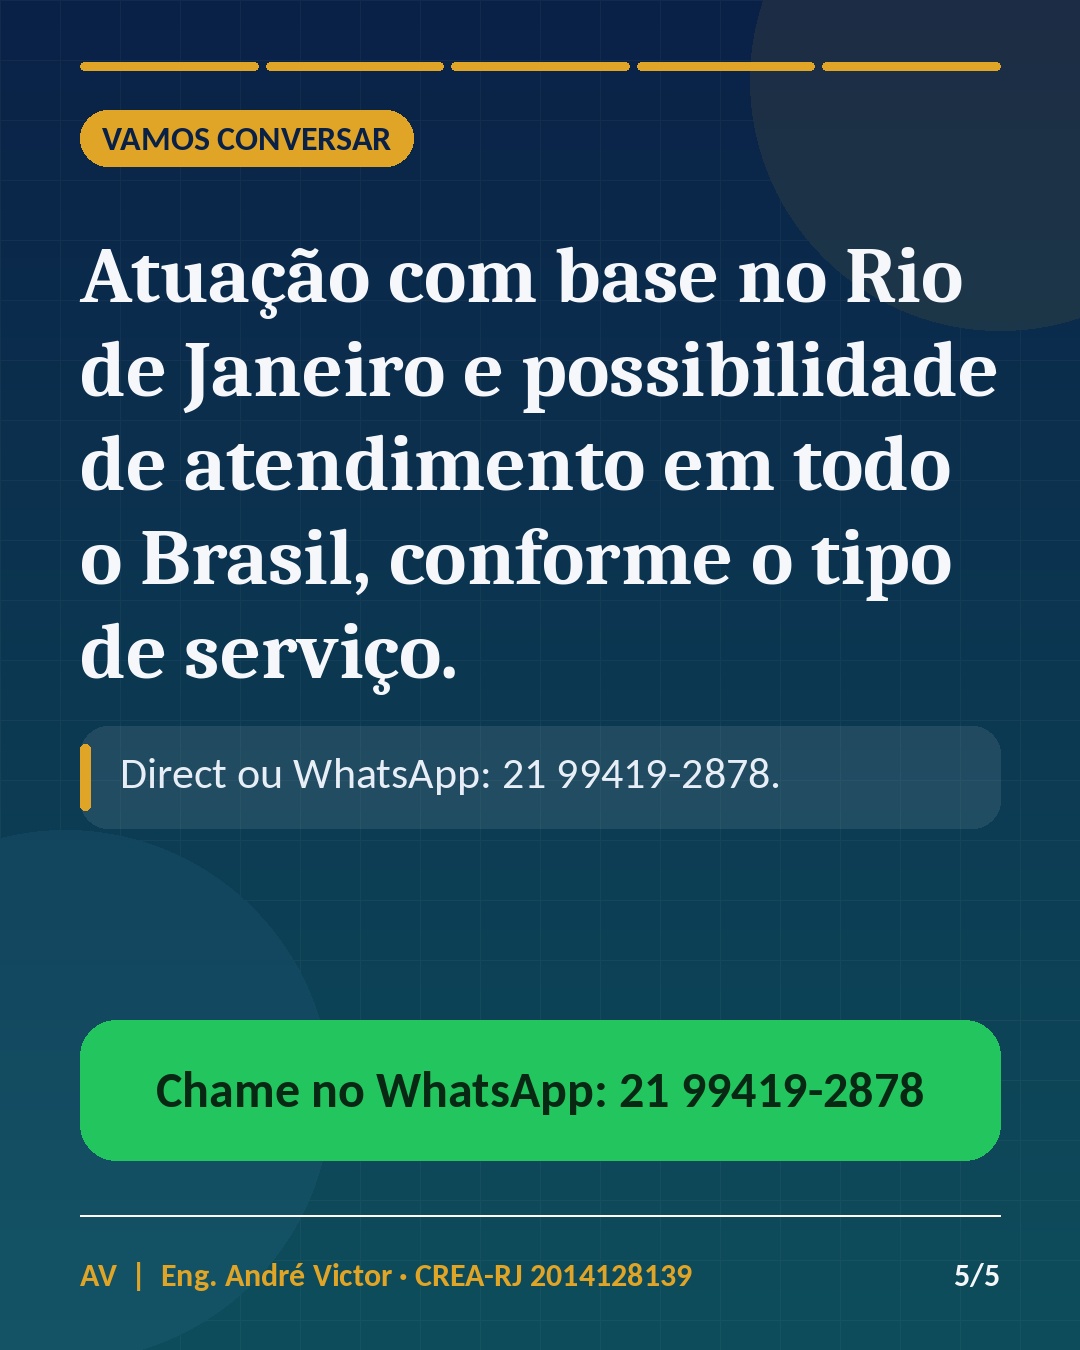 VAMOS CONVERSAR
Atuação com base no Rio
de Janeiro e possibilidade
de atendimento em todo
o Brasil, conforme o tipo
de serviço.
Direct ou WhatsApp: 21 99419-2878.
Chame no WhatsApp: 21 99419-2878
AV | Eng. André Victor · CREA-RJ 2014128139
5/5